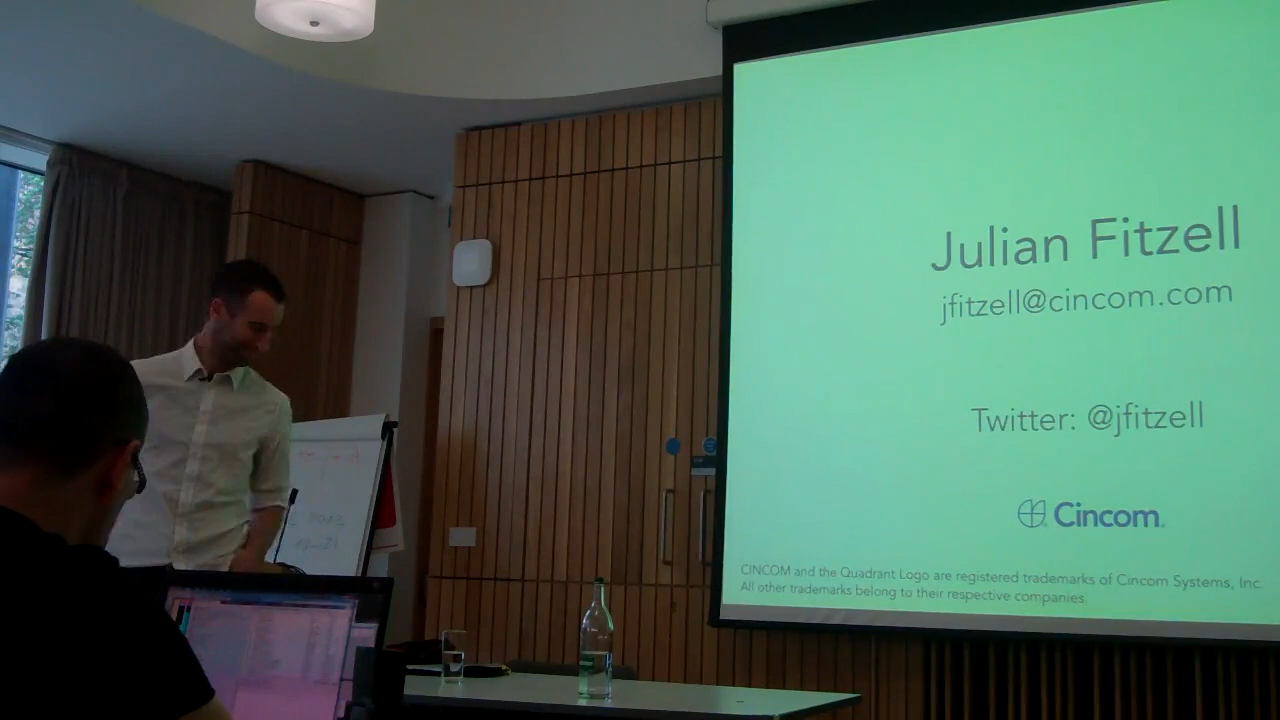 Julian Fitzell
jfitzell@cincom.com
Twitter: @jfitzell
Cincom
CINCOM and the Quadrant Logo are registered trademarks of Cincom Systems, Inc
All other trademarks belong to their respective companies.